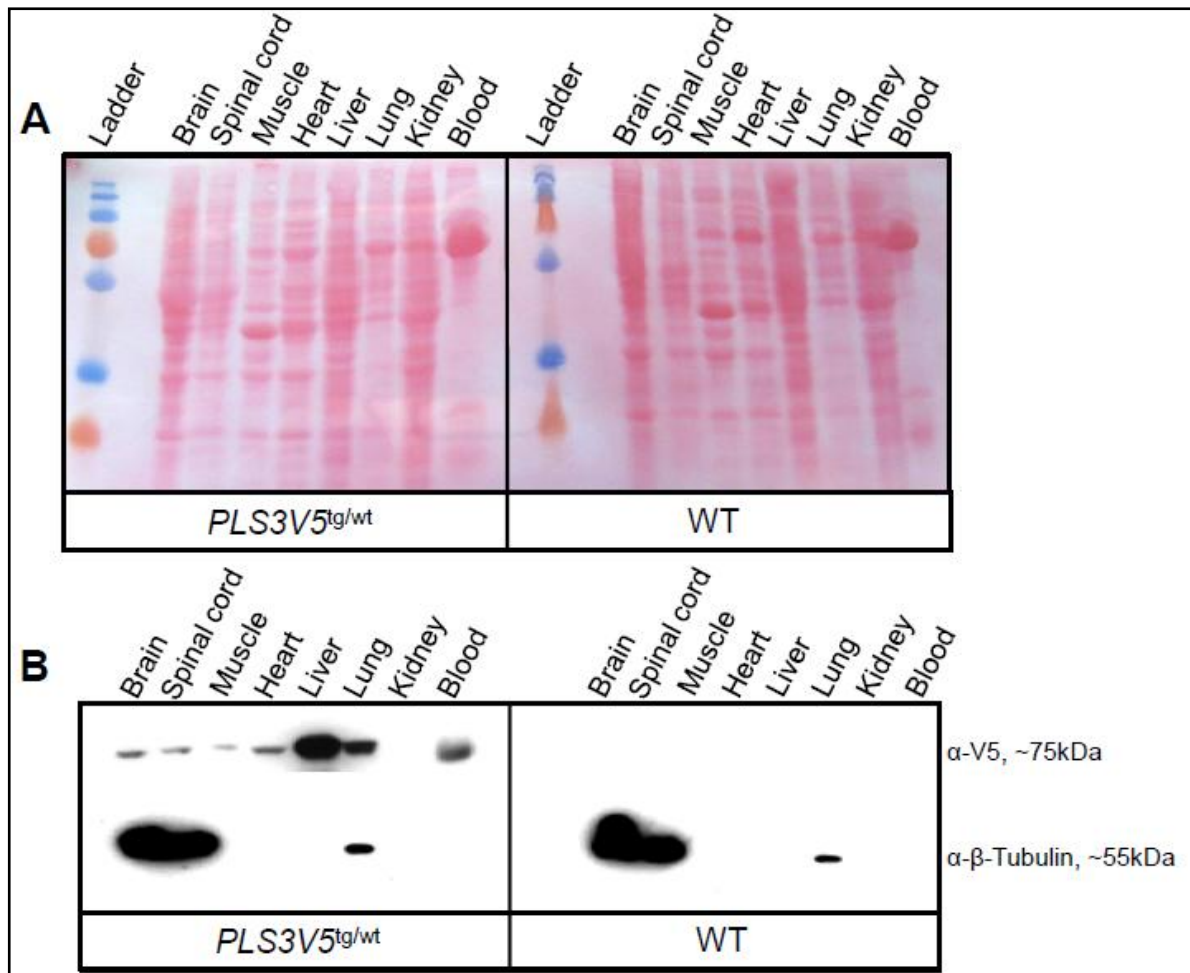 A
Ladder Brain Spinal cord Muscle Heart Liver Lung Kidney Blood Ladder Brain Spinal cord Muscle Heart Liver Lung Kidney Blood
PLS3V5tg/wt WT
B
Brain Spinal cord Muscle Heart Liver Lung Kidney Blood Brain Spinal cord Muscle Heart Liver Lung Kidney Blood
α-V5, ~75kDa
α-β-Tubulin, ~55kDa
PLS3V5tg/wt WT